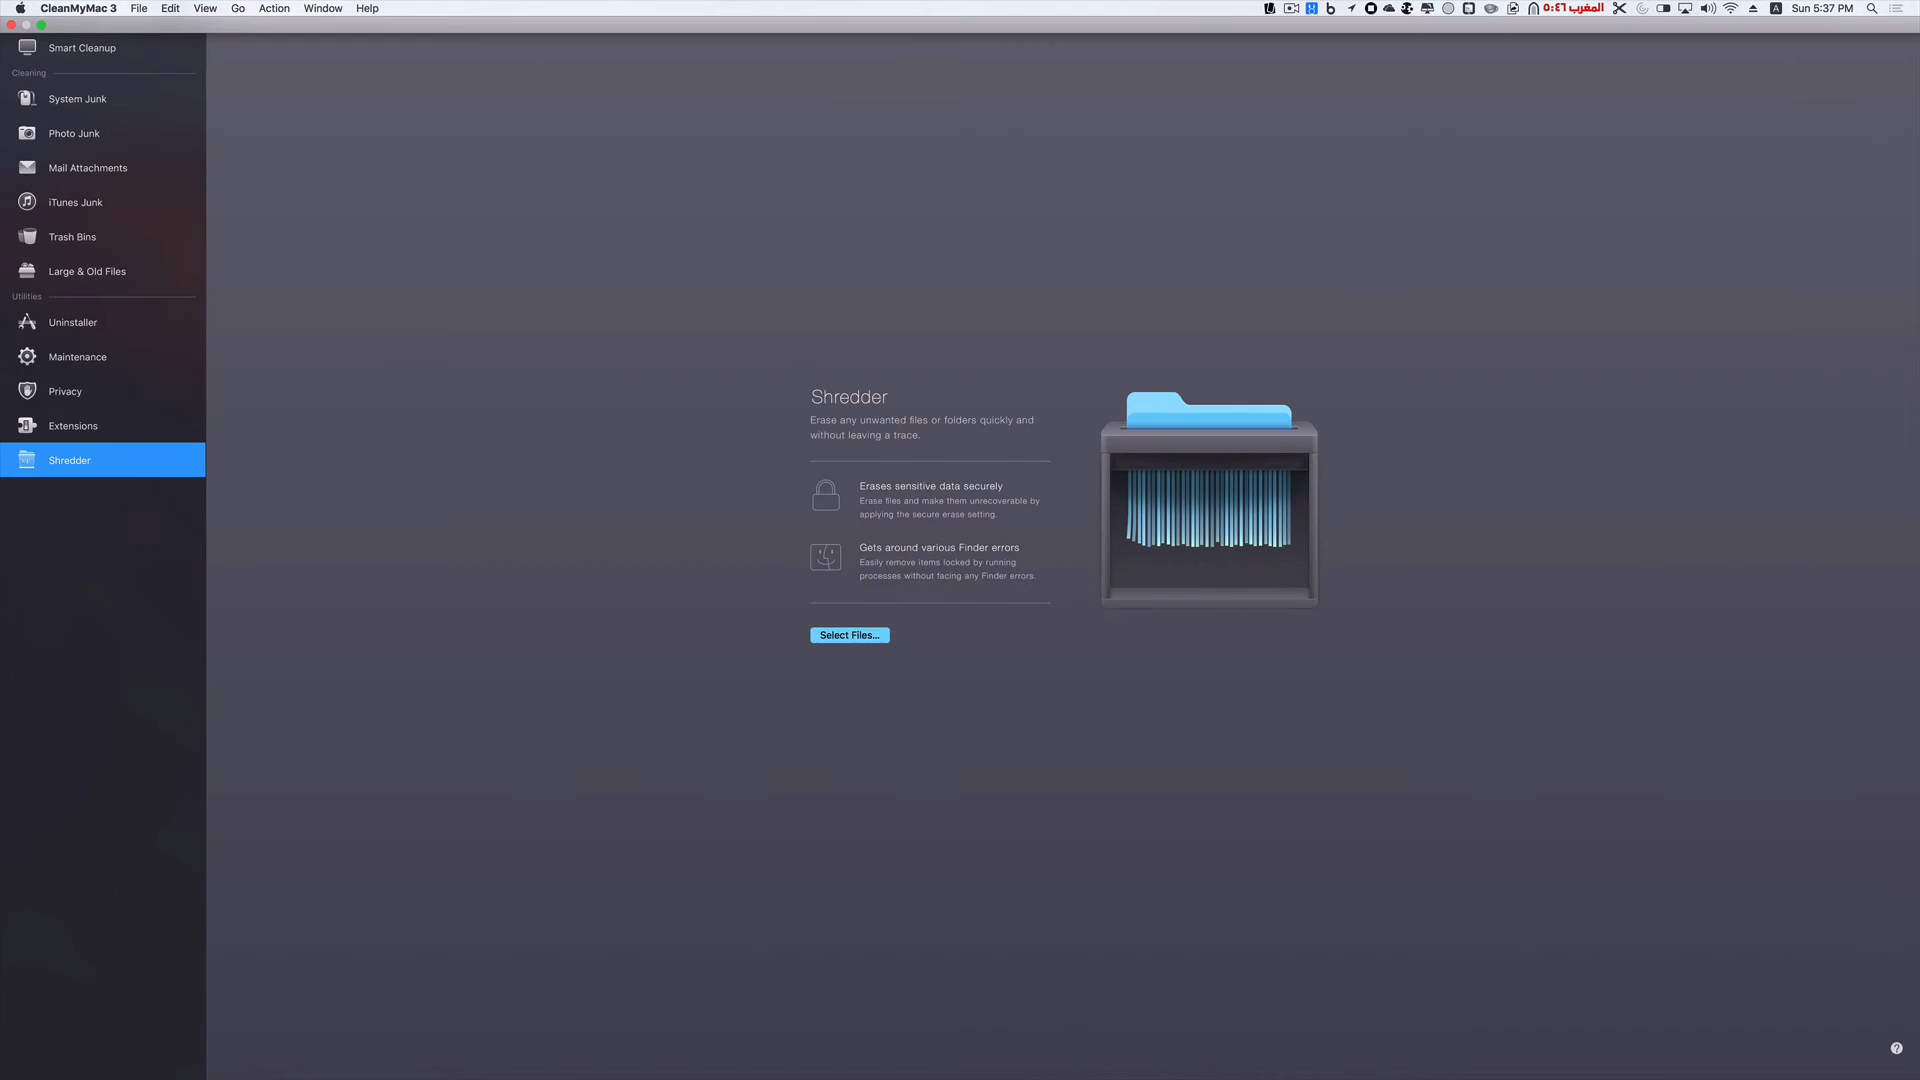 CleanMyMac 3 File Edit View Go Action Window Help
المغرب ٥:٤٦ Sun 5:37 PM
Smart Cleanup
Cleaning
System Junk
Photo Junk
Mail Attachments
iTunes Junk
Trash Bins
Large & Old Files
Utilities
Uninstaller
Maintenance
Privacy
Extensions
Shredder
Shredder
Erase any unwanted files or folders quickly and
without leaving a trace.
Erases sensitive data securely
Erase files and make them unrecoverable by
applying the secure erase setting.
Gets around various Finder errors
Easily remove items locked by running
processes without facing any Finder errors.
Select Files...
?